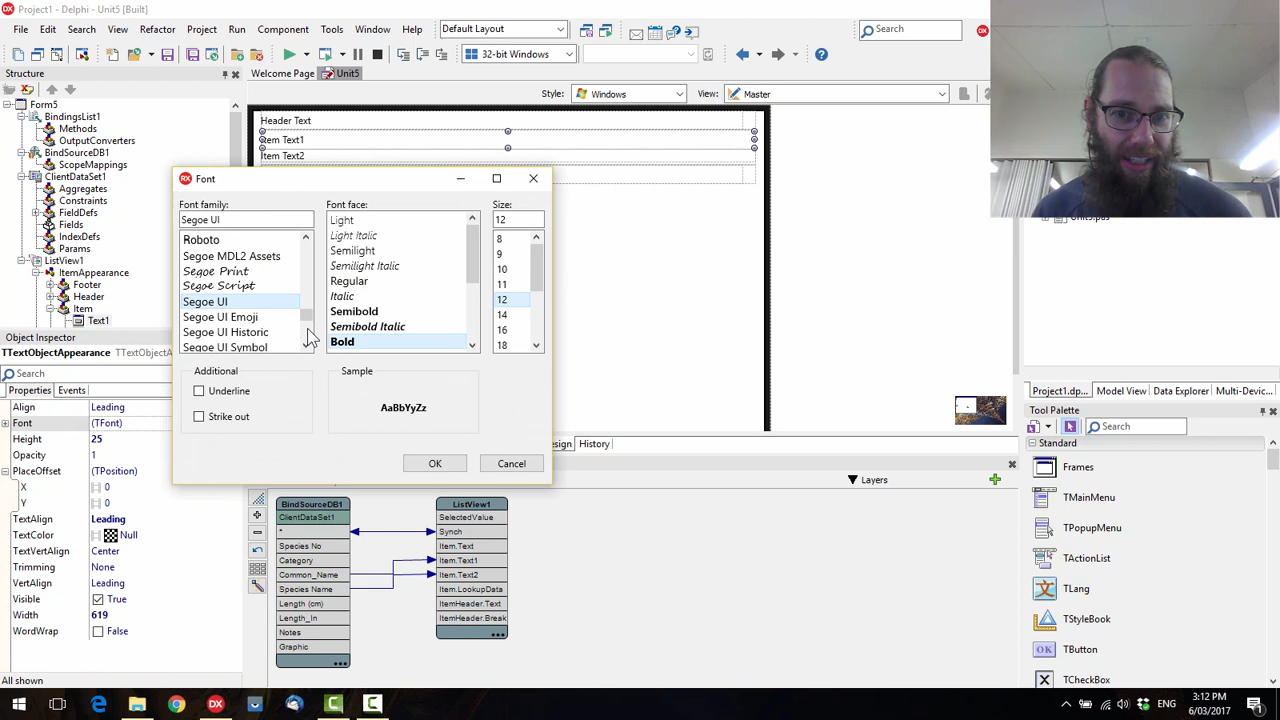 Project1 - Delphi - Unit5 [Built]
File Edit Search View Refactor Project Run Component Tools Window Help
Default Layout
Search
32-bit Windows
Structure
Welcome Page Unit5
Style: Windows View: Master
Form5
BindingsList1
Methods
OutputConverters
BindSourceDB1
ScopeMappings
ClientDataSet1
Aggregates
Constraints
FieldDefs
Fields
IndexDefs
Params
ListView1
ItemAppearance
Footer
Header
Item
Text1
Header Text
Item Text1
Item Text2
Font
Font family: Font face: Size:
Segoe UI
12
Roboto
Segoe MDL2 Assets
Segoe Print
Segoe Script
Segoe UI
Segoe UI Emoji
Segoe UI Historic
Segoe UI Symbol
Light
Light Italic
Semilight
Semilight Italic
Regular
Italic
Semibold
Semibold Italic
Bold
8
9
10
11
12
14
16
18
Additional
Underline
Strike out
Sample
AaBbYyZz
OK Cancel
Object Inspector
TTextObjectAppearance
Search
Properties Events
Align Leading
Font (TFont)
Height 25
Opacity 1
PlaceOffset (TPosition)
X 0
Y 0
TextAlign Leading
TextColor Null
TextVertAlign Center
Trimming None
VertAlign Leading
Visible True
Width 619
WordWrap False
All shown
History
Layers
BindSourceDB1
ClientDataSet1
*
Species No
Category
Common_Name
Species Name
Length (cm)
Length_In
Notes
Graphic
ListView1
SelectedValue
Synch
Item.Text
Item.Text1
Item.Text2
Item.LookupData
ItemHeader.Text
ItemHeader.Break
Project1.dp... Model View Data Explorer Multi-Devic...
Tool Palette
Search
Standard
Frames
TMainMenu
TPopupMenu
TActionList
TLang
TStyleBook
TButton
TCheckBox
ENG
3:12 PM
6/03/2017